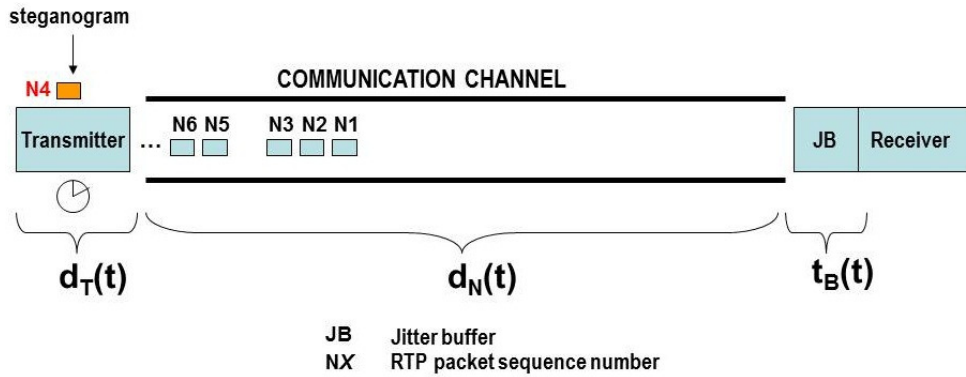 steganogram
N4
COMMUNICATION CHANNEL
Transmitter
... N6 N5 N3 N2 N1
JB Receiver
dT(t) dN(t) tB(t)
JB Jitter buffer
NX RTP packet sequence number